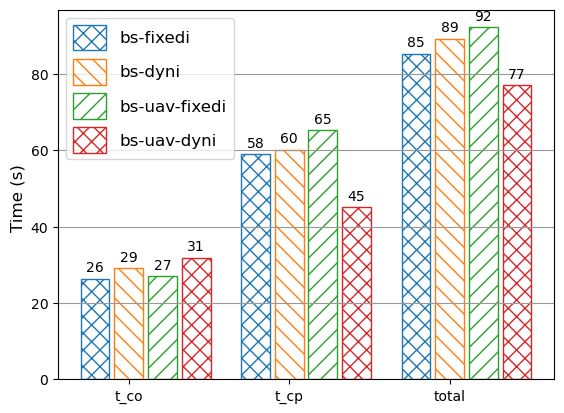 bs-fixedi
bs-dyni
bs-uav-fixedi
bs-uav-dyni
Time (s)
80
60
40
20
0
26
29
27
31
58
60
65
45
85
89
92
77
t_co
t_cp
total